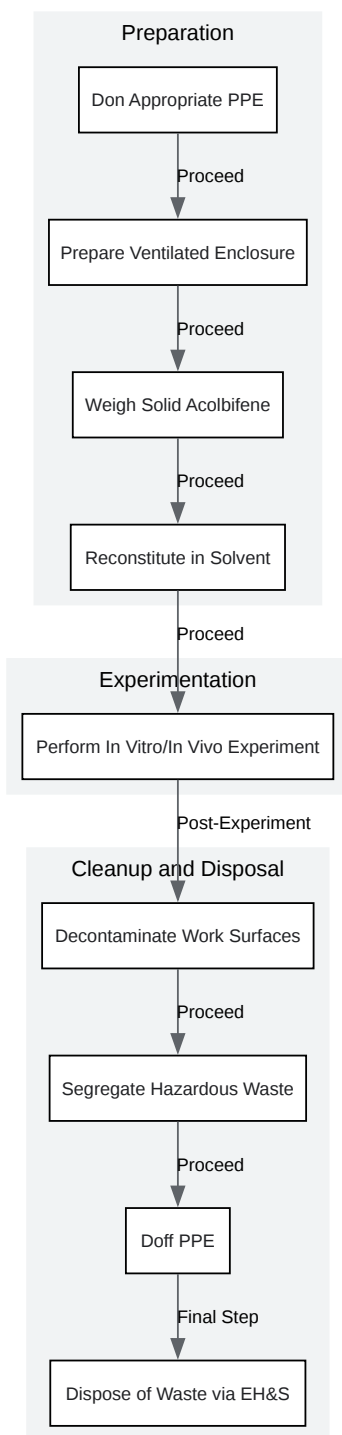 Preparation
Don Appropriate PPE
Proceed
Prepare Ventilated Enclosure
Proceed
Weigh Solid Acolbifene
Proceed
Reconstitute in Solvent
Proceed
Experimentation
Perform In Vitro/In Vivo Experiment
Post-Experiment
Cleanup and Disposal
Decontaminate Work Surfaces
Proceed
Segregate Hazardous Waste
Proceed
Doff PPE
Final Step
Dispose of Waste via EH&S